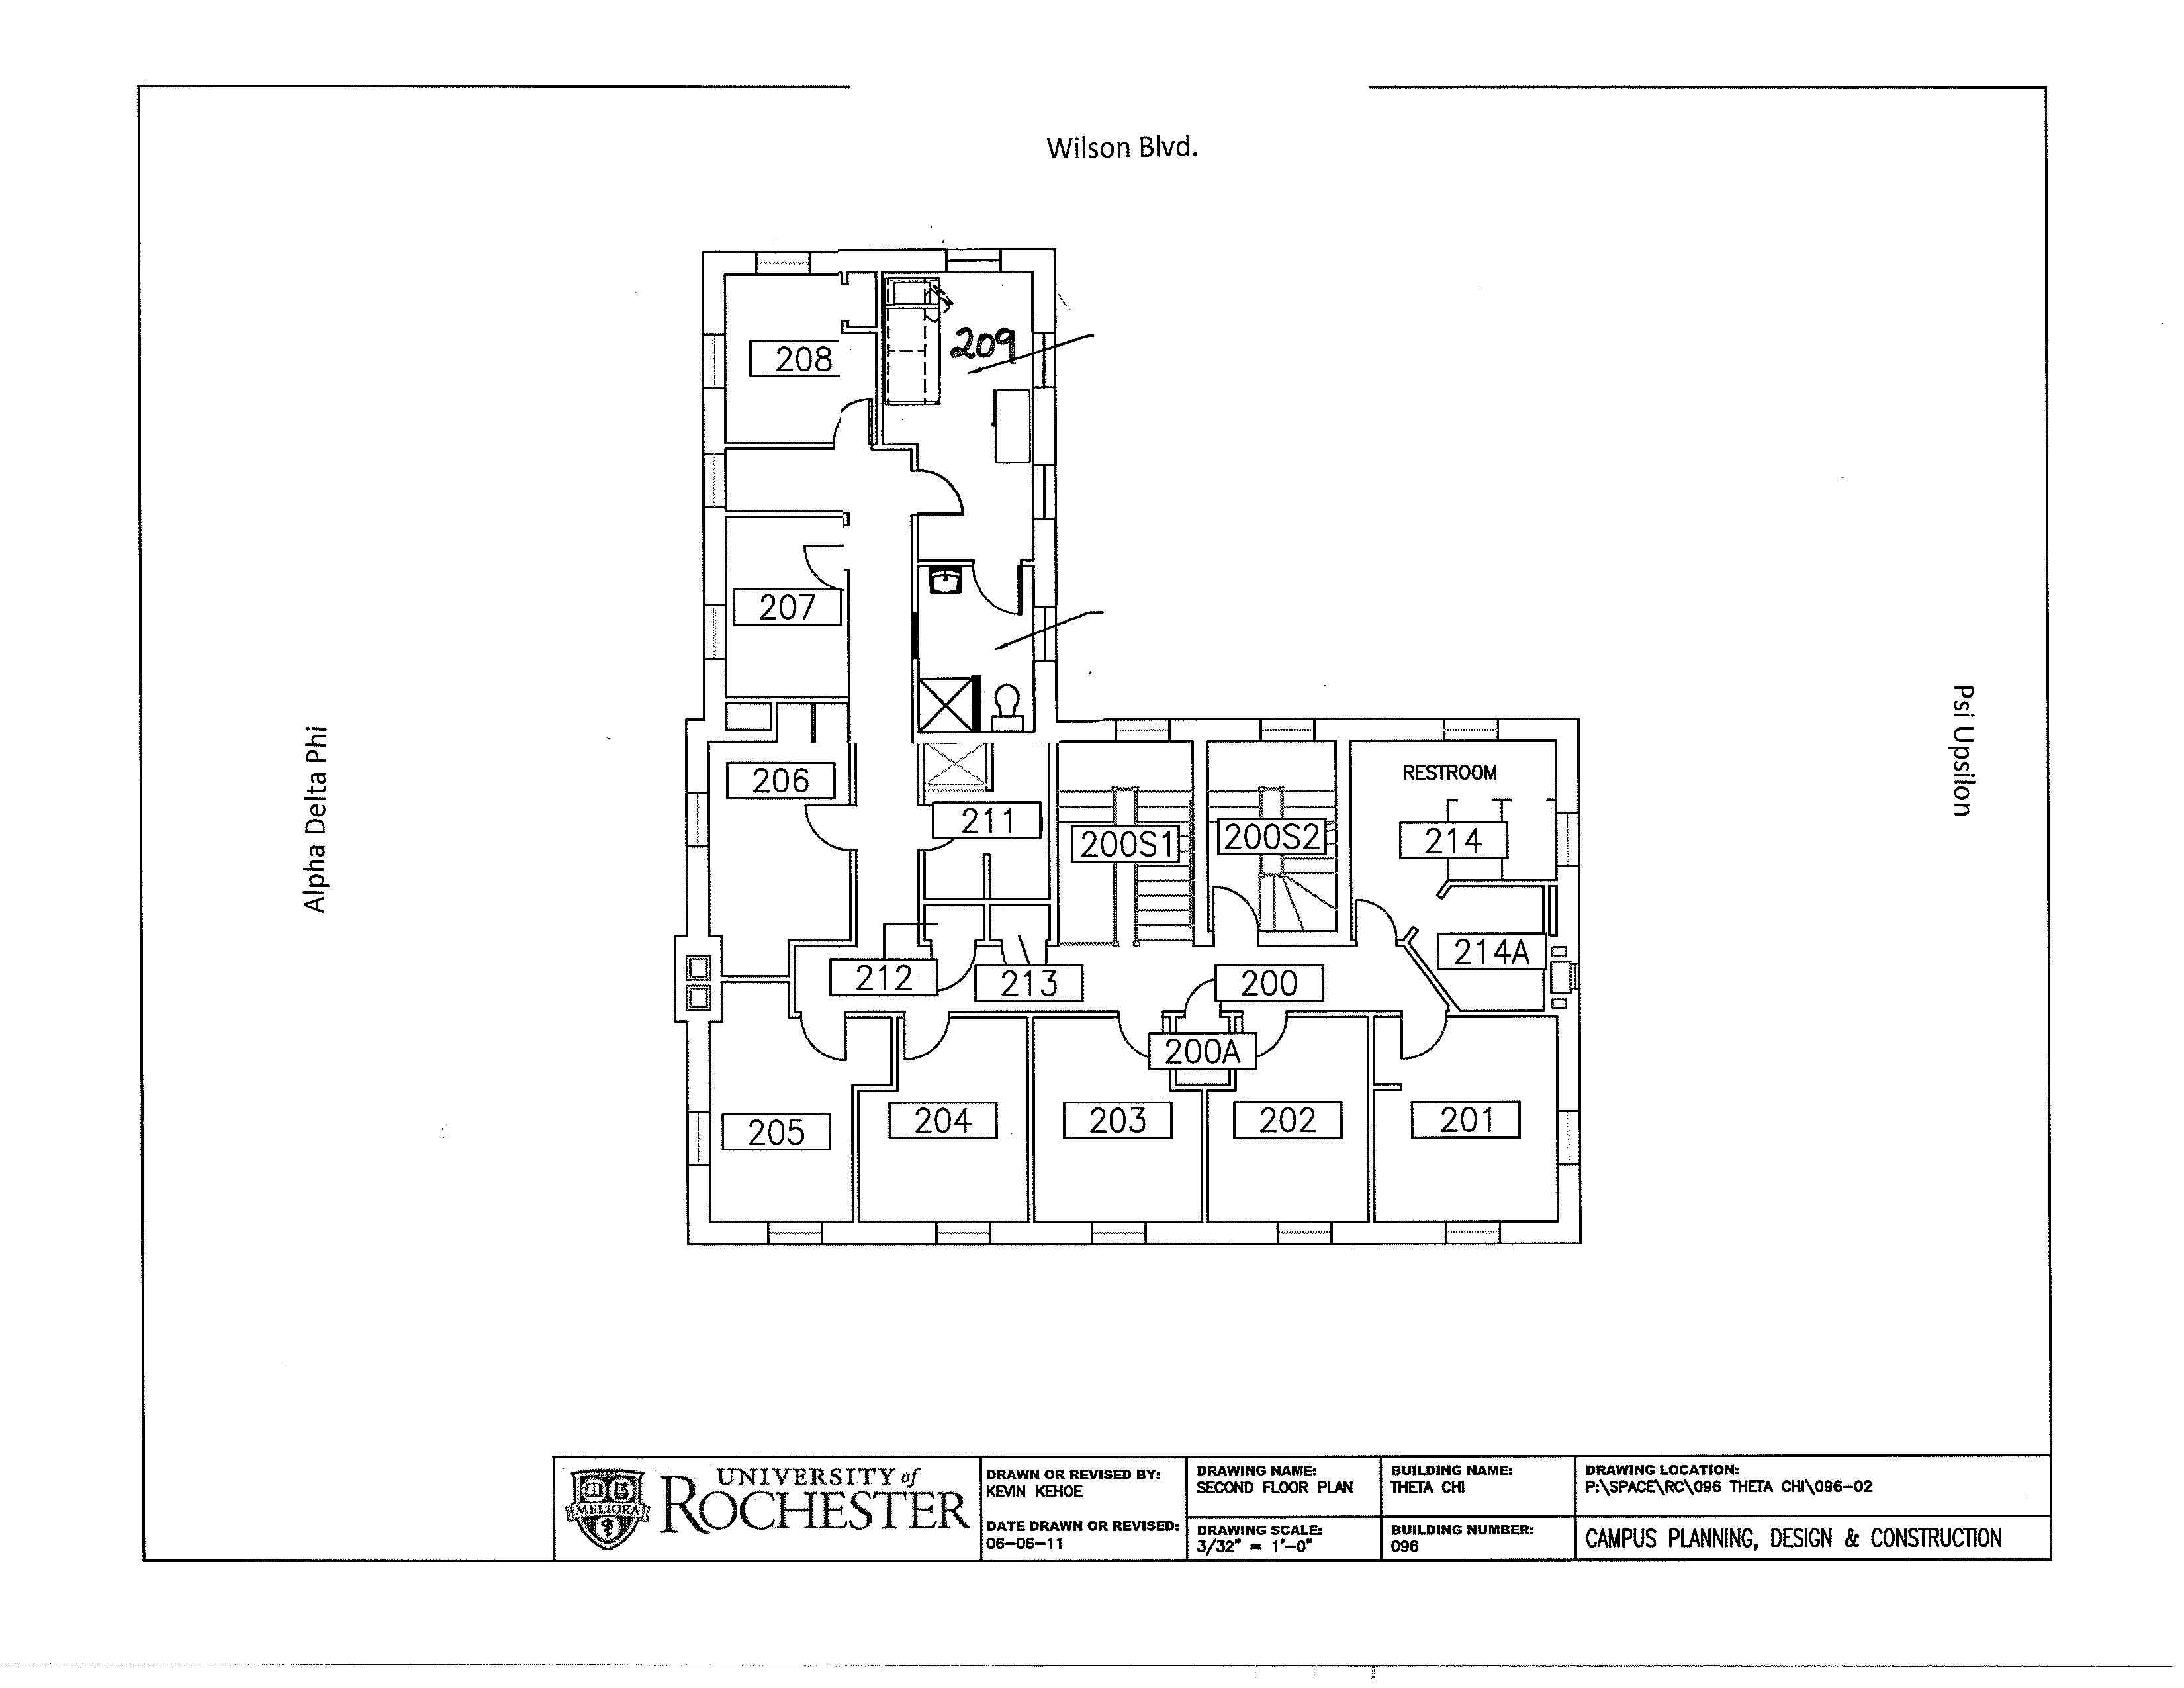 Wilson Blvd.
208
209
207
Alpha Delta Phi
Psi Upsilon
206
RESTROOM
211
200S1
200S2
214
214A
212
213
200
200A
205
204
203
202
201
MELIORA
UNIVERSITY of
ROCHESTER
DRAWN OR REVISED BY:
KEVIN KEHOE
DATE DRAWN OR REVISED:
06-06-11
DRAWING NAME:
SECOND FLOOR PLAN
DRAWING SCALE:
3/32" = 1'-0"
BUILDING NAME:
THETA CHI
BUILDING NUMBER:
096
DRAWING LOCATION:
P:\SPACE\RC\096 THETA CHI\096-02
CAMPUS PLANNING, DESIGN & CONSTRUCTION